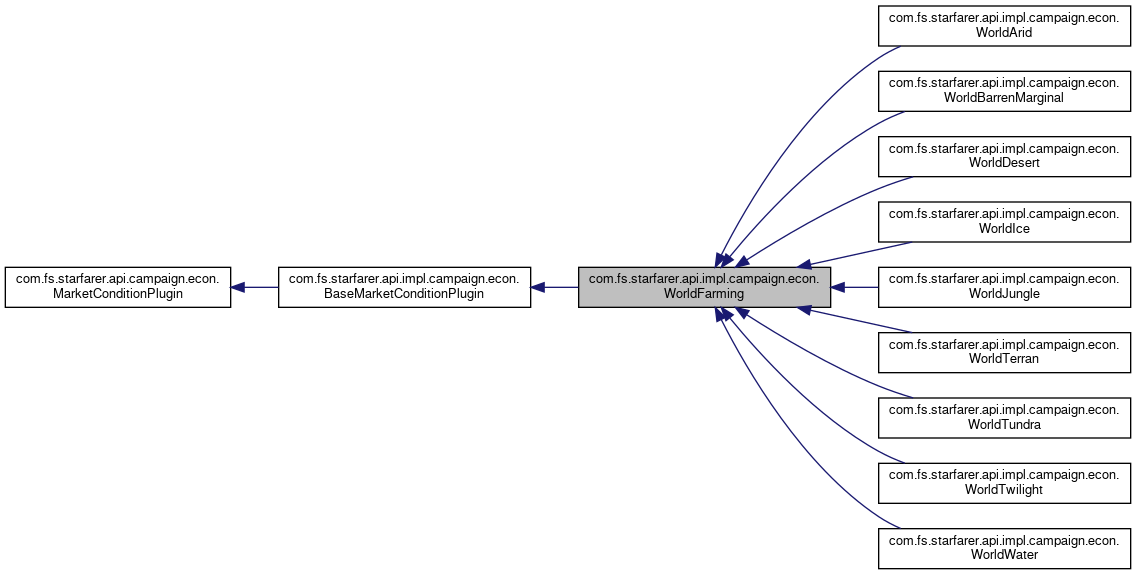 com.fs.starfarer.api.impl.campaign.econ.
WorldArid
com.fs.starfarer.api.impl.campaign.econ.
WorldBarrenMarginal
com.fs.starfarer.api.impl.campaign.econ.
WorldDesert
com.fs.starfarer.api.impl.campaign.econ.
WorldIce
com.fs.starfarer.api.campaign.econ.
MarketConditionPlugin
com.fs.starfarer.api.impl.campaign.econ.
BaseMarketConditionPlugin
com.fs.starfarer.api.impl.campaign.econ.
WorldFarming
com.fs.starfarer.api.impl.campaign.econ.
WorldJungle
com.fs.starfarer.api.impl.campaign.econ.
WorldTerran
com.fs.starfarer.api.impl.campaign.econ.
WorldTundra
com.fs.starfarer.api.impl.campaign.econ.
WorldTwilight
com.fs.starfarer.api.impl.campaign.econ.
WorldWater